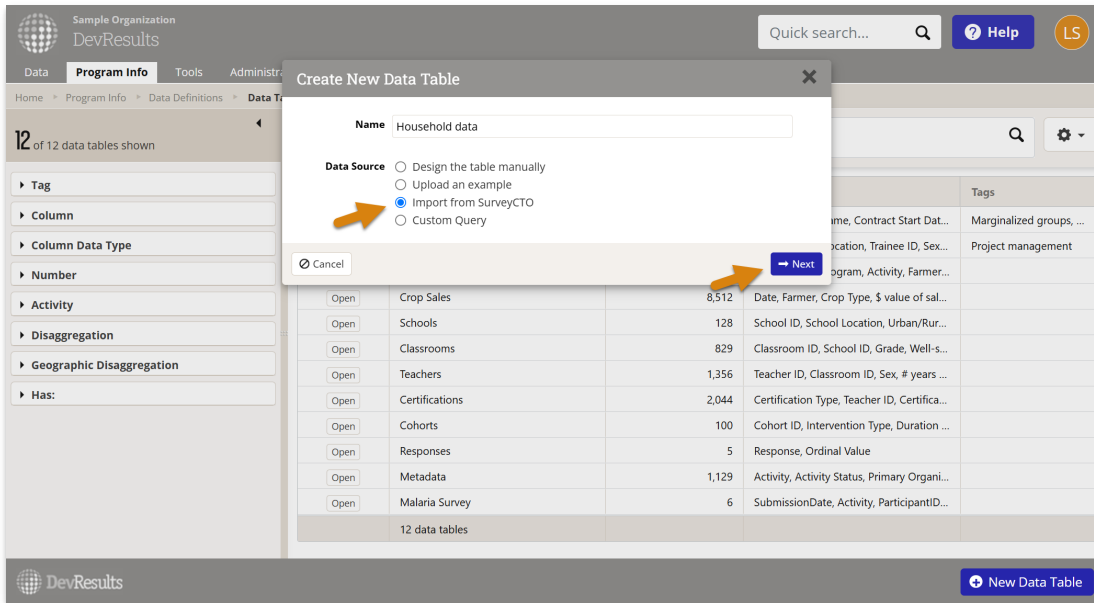 Sample Organization
DevResults
Quick search...
Help
LS
Data Program Info Tools Administr
Home Program Info Data Definitions Data Ta
12 of 12 data tables shown
Tag
Column
Column Data Type
Number
Activity
Disaggregation
Geographic Disaggregation
Has:
Create New Data Table
Name Household data
Data Source Design the table manually
Upload an example
Import from SurveyCTO
Custom Query
Cancel
Next
Tags
me, Contract Start Dat... Marginalized groups, ...
ocation, Trainee ID, Sex... Project management
ogram, Activity, Farmer...
Open Crop Sales 8,512 Date, Farmer, Crop Type, $ value of sal...
Open Schools 128 School ID, School Location, Urban/Rur...
Open Classrooms 829 Classroom ID, School ID, Grade, Well-s...
Open Teachers 1,356 Teacher ID, Classroom ID, Sex, # years ...
Open Certifications 2,044 Certification Type, Teacher ID, Certifica...
Open Cohorts 100 Cohort ID, Intervention Type, Duration ...
Open Responses 5 Response, Ordinal Value
Open Metadata 1,129 Activity, Activity Status, Primary Organi...
Open Malaria Survey 6 SubmissionDate, Activity, ParticipantID...
12 data tables
DevResults
New Data Table